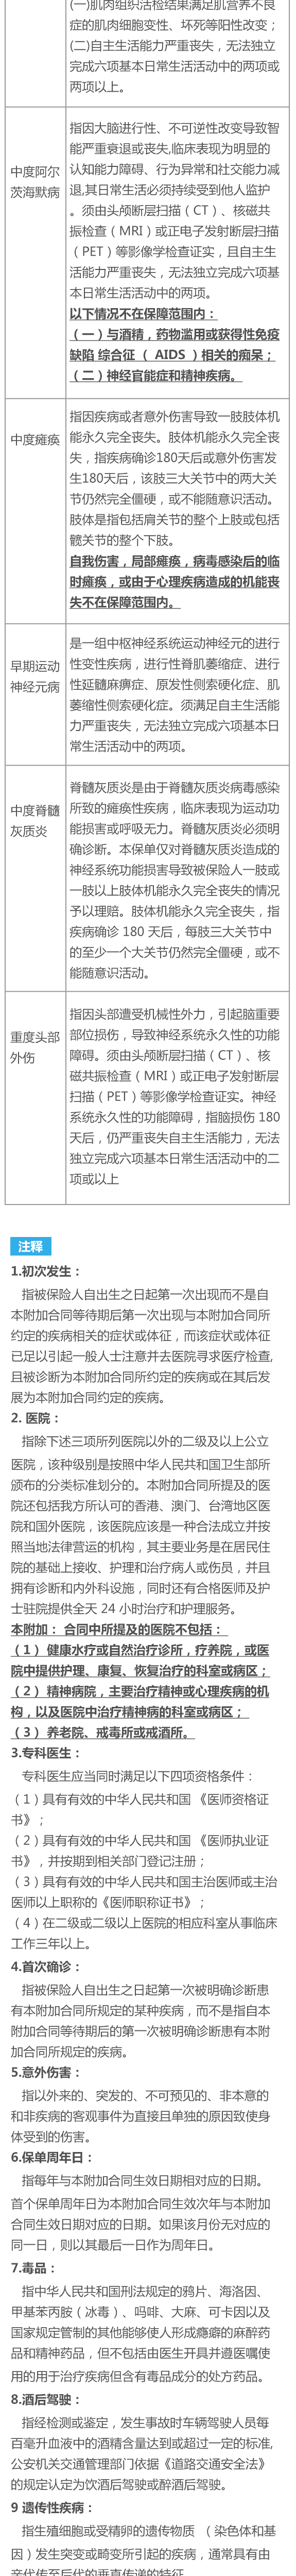 (一)肌肉组织活检结果满足肌营养不良
症的肌肉细胞变性、坏死等阳性改变；
(二)自主生活能力严重丧失，无法独立
完成六项基本日常生活活动中的两项或
两项以上。
中度阿尔
茨海默病
指因大脑进行性、不可逆性改变导致智
能严重衰退或丧失,临床表现为明显的
认知能力障碍、行为异常和社交能力减
退,其日常生活必须持续受到他人监护
。须由头颅断层扫描（CT）、核磁共
振检查（MRI）或正电子发射断层扫描
（PET）等影像学检查证实，且自主生
活能力严重丧失，无法独立完成六项基
本日常生活活动中的两项。
以下情况不在保障范围内：
（一）与酒精，药物滥用或获得性免疫
缺陷 综合征 （ AIDS ）相关的痴呆；
（二）神经官能症和精神疾病。
中度瘫痪
指因疾病或者意外伤害导致一肢肢体机
能永久完全丧失。肢体机能永久完全丧
失，指疾病确诊180天后或意外伤害发
生180天后，该肢三大关节中的两大关
节仍然完全僵硬，或不能随意识活动。
肢体是指包括肩关节的整个上肢或包括
髋关节的整个下肢。
自我伤害，局部瘫痪，病毒感染后的临
时瘫痪，或由于心理疾病造成的机能丧
失不在保障范围内。
早期运动
神经元病
是一组中枢神经系统运动神经元的进行
性变性疾病，进行性脊肌萎缩症、进行
性延髓麻痹症、原发性侧索硬化症、肌
萎缩性侧索硬化症。须满足自主生活能
力严重丧失，无法独立完成六项基本日
常生活活动中的两项。
中度脊髓
灰质炎
脊髓灰质炎是由于脊髓灰质炎病毒感染
所致的瘫痪性疾病，临床表现为运动功
能损害或呼吸无力。脊髓灰质炎必须明
确诊断。本保单仅对脊髓灰质炎造成的
神经系统功能损害导致被保险人一肢或
一肢以上肢体机能永久完全丧失的情况
予以理赔。肢体机能永久完全丧失，指
疾病确诊 180 天后，每肢三大关节中
的至少一个大关节仍然完全僵硬，或不
能随意识活动。
重度头部
外伤
指因头部遭受机械性外力，引起脑重要
部位损伤，导致神经系统永久性的功能
障碍。须由头颅断层扫描（CT）、核
磁共振检查（MRI）或正电子发射断层
扫描（PET）等影像学检查证实。神经
系统永久性的功能障碍，指脑损伤 180
天后，仍严重丧失自主生活能力，无法
独立完成六项基本日常生活活动中的二
项或以上
注释
1.初次发生：
指被保险人自出生之日起第一次出现而不是自
本附加合同等待期后第一次出现与本附加合同所
约定的疾病相关的症状或体征，而该症状或体征
已足以引起一般人士注意并去医院寻求医疗检查,
且被诊断为本附加合同所约定的疾病或在其后发
展为本附加合同约定的疾病。
2. 医院：
指除下述三项所列医院以外的二级及以上公立
医院，该种级别是按照中华人民共和国卫生部所
颁布的分类标准划分的。本附加合同所提及的医
院还包括我方所认可的香港、澳门、台湾地区医
院和国外医院，该医院应该是一种合法成立并按
照当地法律营运的机构，其主要业务是在居民住
院的基础上接收、护理和治疗病人或伤员，并且
拥有诊断和内外科设施，同时还有合格医师及护
士驻院提供全天 24 小时治疗和护理服务。
本附加： 合同中所提及的医院不包括：
（1） 健康水疗或自然治疗诊所，疗养院，或医
院中提供护理、康复、恢复治疗的科室或病区；
（2） 精神病院，主要治疗精神或心理疾病的机
构，以及医院中治疗精神病的科室或病区；
（3） 养老院、戒毒所或戒酒所。
3.专科医生：
专科医生应当同时满足以下四项资格条件：
（1）具有有效的中华人民共和国 《医师资格证
书》；
（2）具有有效的中华人民共和国 《医师执业证
书》，并按期到相关部门登记注册；
（3）具有有效的中华人民共和国主治医师或主治
医师以上职称的《医师职称证书》；
（4）在二级或二级以上医院的相应科室从事临床
工作三年以上。
4.首次确诊：
指被保险人自出生之日起第一次被明确诊断患
有本附加合同所规定的某种疾病，而不是指自本
附加合同等待期后的第一次被明确诊断患有本附
加合同所规定的疾病。
5.意外伤害：
指以外来的、突发的、不可预见的、非本意的
和非疾病的客观事件为直接且单独的原因致使身
体受到的伤害。
6.保单周年日：
指每年与本附加合同生效日期相对应的日期。
首个保单周年日为本附加合同生效次年与本附加
合同生效日期对应的日期。如果该月份无对应的
同一日，则以其最后一日作为周年日。
7.毒品：
指中华人民共和国刑法规定的鸦片、海洛因、
甲基苯丙胺（冰毒）、吗啡、大麻、可卡因以及
国家规定管制的其他能够使人形成瘾癖的麻醉药
品和精神药品，但不包括由医生开具并遵医嘱使
用的用于治疗疾病但含有毒品成分的处方药品。
8.酒后驾驶：
指经检测或鉴定，发生事故时车辆驾驶人员每
百毫升血液中的酒精含量达到或超过一定的标准,
公安机关交通管理部门依据《道路交通安全法》
的规定认定为饮酒后驾驶或醉酒后驾驶。
9 遗传性疾病：
指生殖细胞或受精卵的遗传物质 （染色体和基
因）发生突变或畸变所引起的疾病，通常具有由
亲代传至后代的垂直传递的特征。